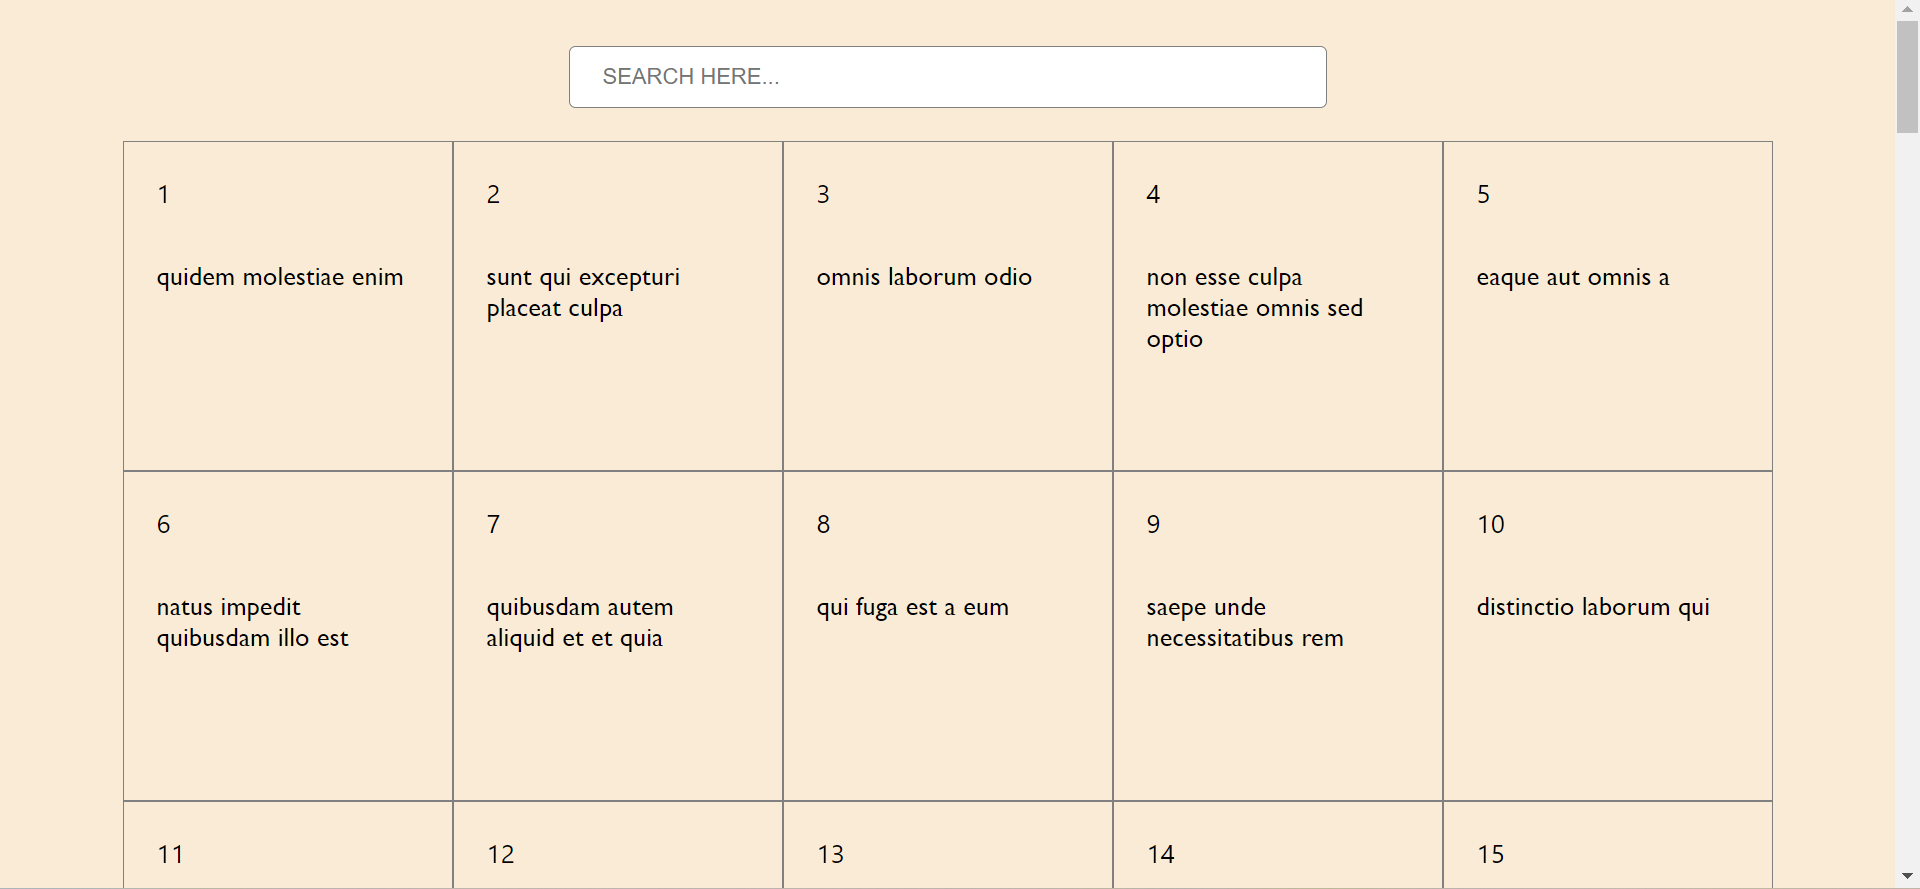 SEARCH HERE...
1
quidem molestiae enim
2
sunt qui excepturi
placeat culpa
3
omnis laborum odio
4
non esse culpa
molestiae omnis sed
optio
5
eaque aut omnis a
6
natus impedit
quibusdam illo est
7
quibusdam autem
aliquid et et quia
8
qui fuga est a eum
9
saepe unde
necessitatibus rem
10
distinctio laborum qui
11
12
13
14
15